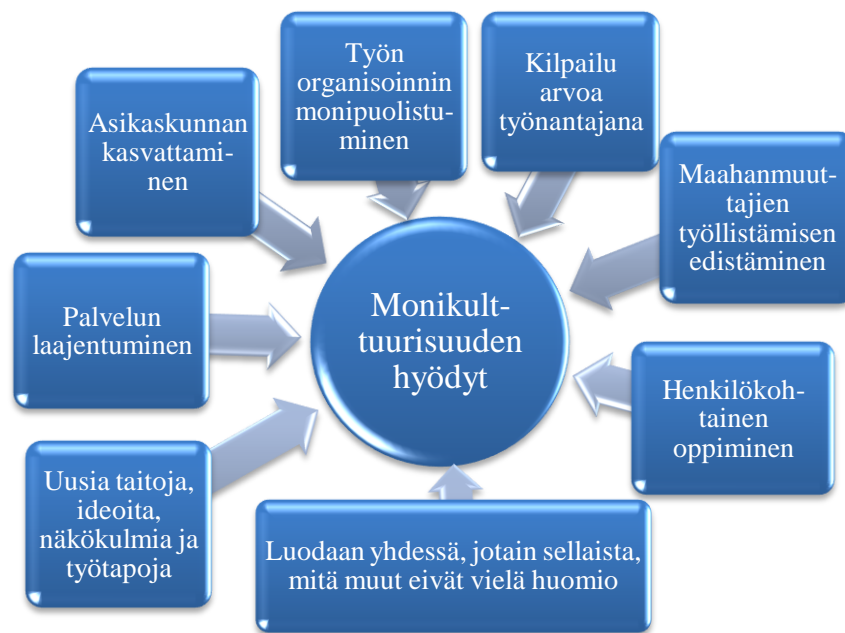 Työn
organisoinnin
monipuolistu-
minen
Kilpailu
arvoa
työnantajana
Asikaskunnan
kasvattami-
nen
Maahanmuut-
tajien
työllistämisen
edistäminen
Palvelun
laajentuminen
Monikult-
tuurisuuden
hyödyt
Henkilökoh-
tainen
oppiminen
Uusia taitoja,
ideoita,
näkökulmia ja
työtapoja
Luodaan yhdessä, jotain sellaista,
mitä muut eivät vielä huomio